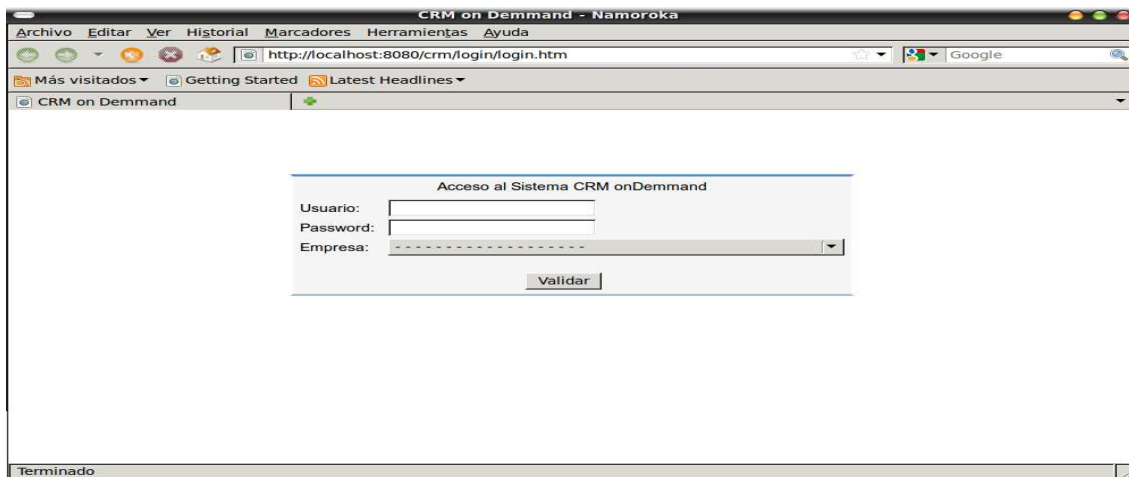 CRM on Demmand - Namoroka
Archivo Editar Ver Historial Marcadores Herramientas Ayuda
http://localhost:8080/crm/login/login.htm
Google
Más visitados Getting Started Latest Headlines
CRM on Demmand
Acceso al Sistema CRM onDemmand
Usuario:
Password:
Empresa: - - - - - - - - - - - - - - - - - - -
Validar
Terminado